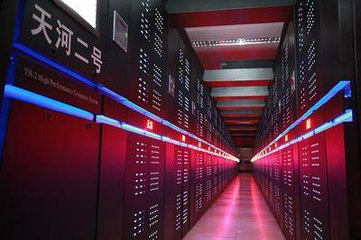 天河二号
TH-2 High Performance Computer System